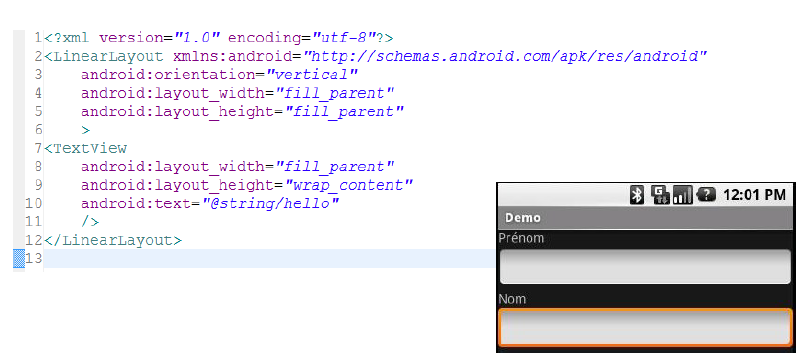 1<?xml version="1.0" encoding="utf-8"?>
2<LinearLayout xmlns:android="http://schemas.android.com/apk/res/android"
3    android:orientation="vertical"
4    android:layout_width="fill_parent"
5    android:layout_height="fill_parent"
6    >
7<TextView
8    android:layout_width="fill_parent"
9    android:layout_height="wrap_content"
10    android:text="@string/hello"
11    />
12</LinearLayout>
13
G ? 12:01 PM
Demo
Prénom
Nom